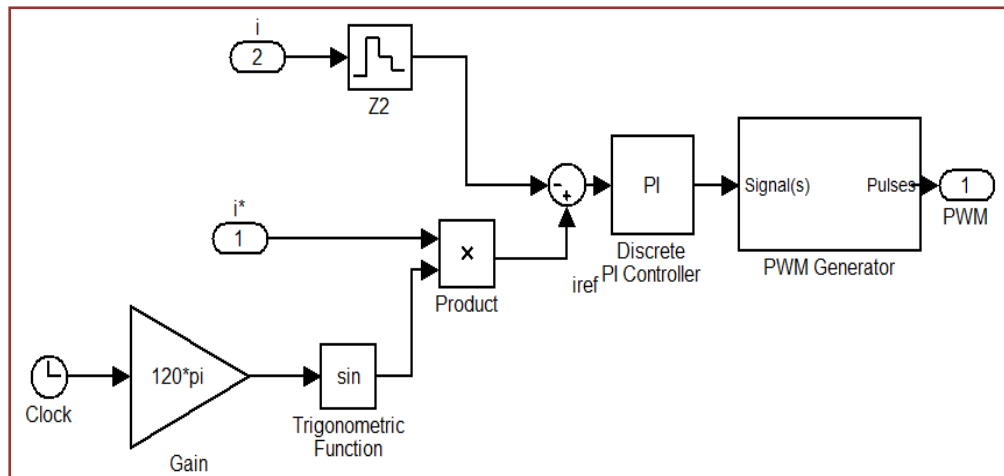 i
2
Z2
i*
1
×
Product
Clock
120*pi
Gain
sin
Trigonometric
Function
-
+
iref
PI
Discrete
PI Controller
Signal(s)
Pulses
PWM Generator
1
PWM